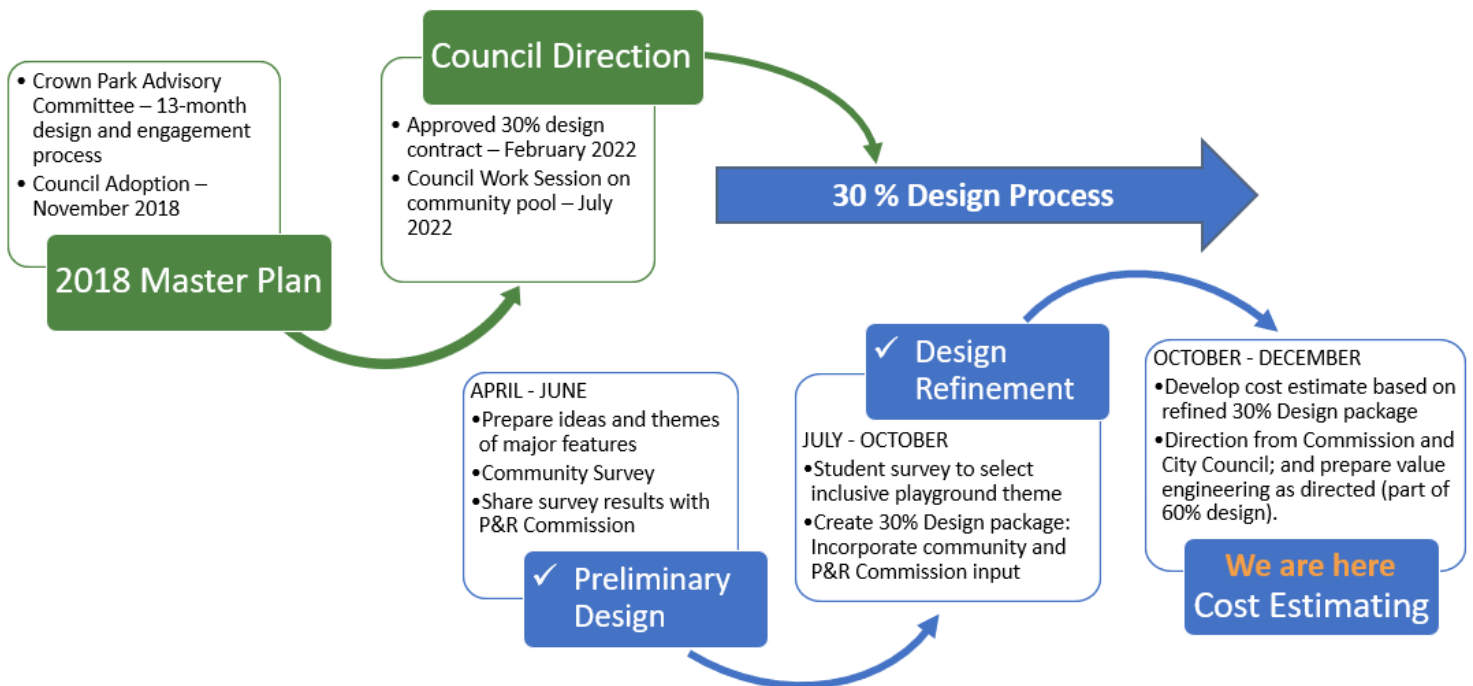 • Crown Park Advisory
Committee – 13-month
design and engagement
process
• Council Adoption –
November 2018
2018 Master Plan
Council Direction
• Approved 30% design
contract – February 2022
• Council Work Session on
community pool – July
2022
30 % Design Process
APRIL - JUNE
•Prepare ideas and themes
of major features
•Community Survey
•Share survey results with
P&R Commission
✓ Preliminary
Design
✓ Design
Refinement
JULY - OCTOBER
•Student survey to select
inclusive playground theme
•Create 30% Design package:
Incorporate community and
P&R Commission input
OCTOBER - DECEMBER
•Develop cost estimate based on
refined 30% Design package
•Direction from Commission and
City Council; and prepare value
engineering as directed (part of
60% design).
We are here
Cost Estimating